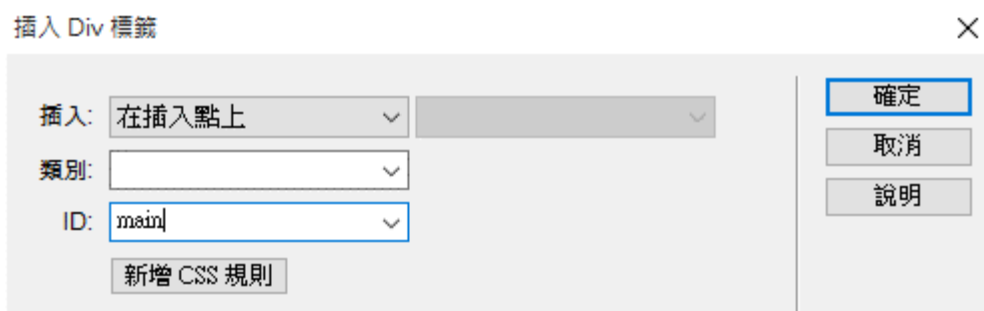 插入 Div 標籤
插入: 在插入點上
確定
取消
類別:
說明
ID: main
新增 CSS 規則